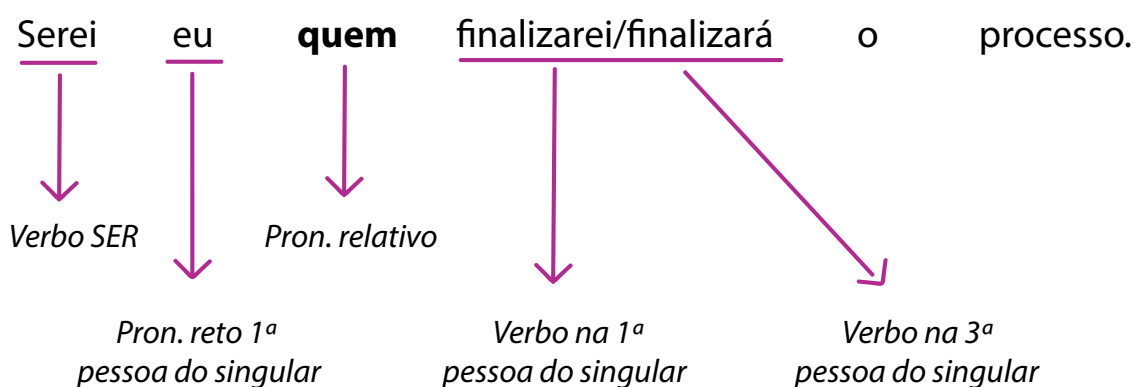 Serei eu quem finalizarei/finalizará o processo.
Verbo SER Pron. relativo
Pron. reto 1ª Verbo na 1ª Verbo na 3ª
pessoa do singular pessoa do singular pessoa do singular